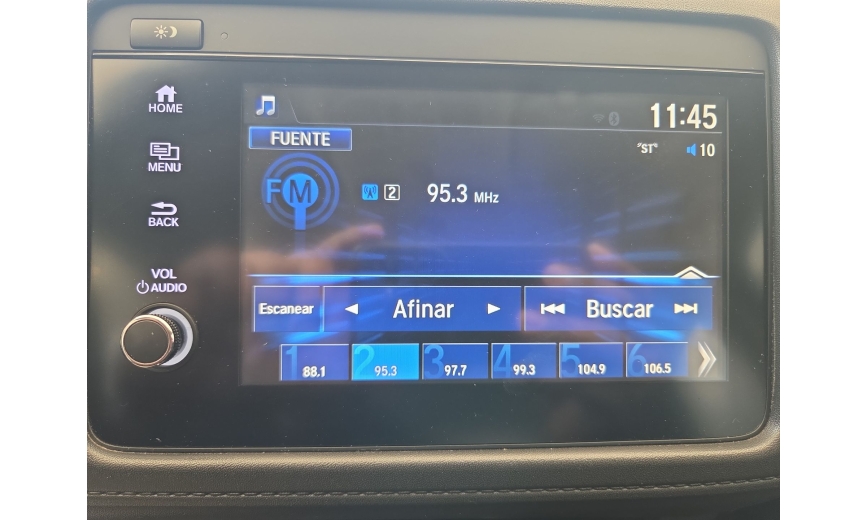 HOME
MENU
BACK
VOL
AUDIO
11:45
FUENTE
"ST"
10
FM
2
95.3 MHz
Escanear
Afinar
Buscar
1 88.1
2 95.3
3 97.7
4 99.3
5 104.9
6 106.5